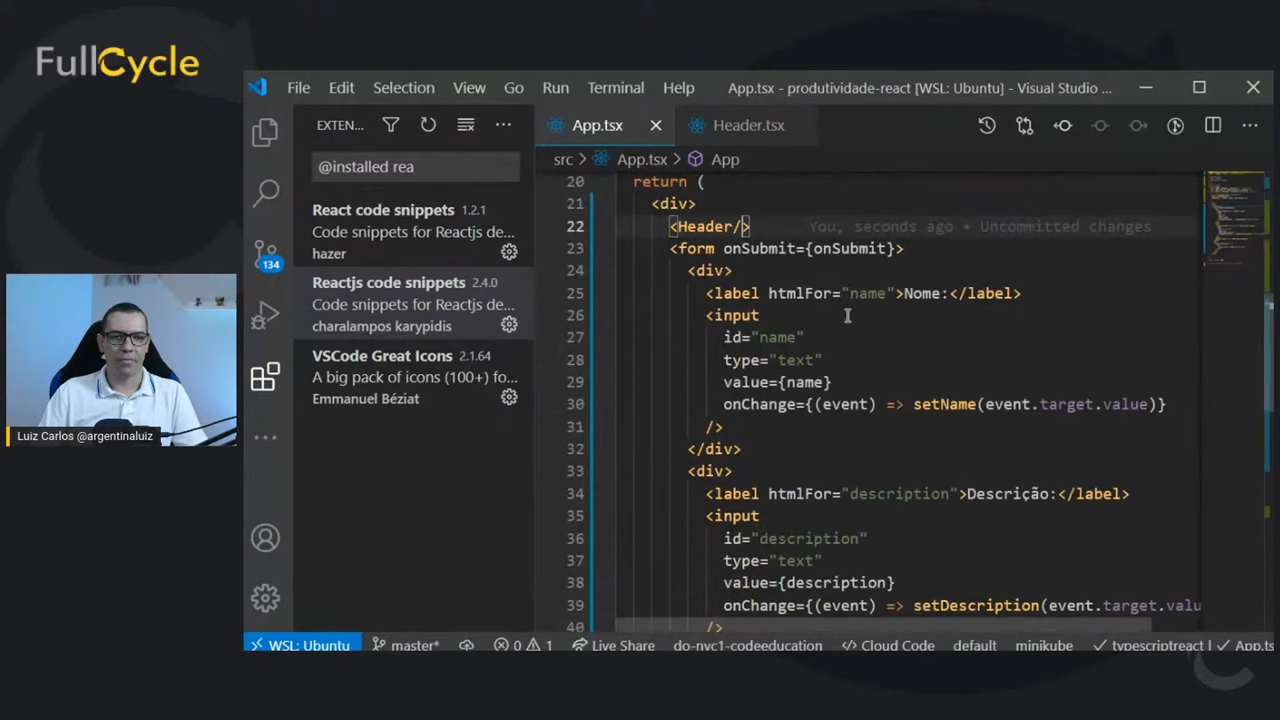 FullCycle
File Edit Selection View Go Run Terminal Help App.tsx - produtividade-react [WSL: Ubuntu] - Visual Studio ...
EXTEN...
App.tsx
Header.tsx
@installed rea
src > App.tsx > App
React code snippets 1.2.1
Code snippets for Reactjs de...
hazer
Reactjs code snippets 2.4.0
Code snippets for Reactjs de...
charalampos karypidis
VSCode Great Icons 2.1.64
A big pack of icons (100+) fo...
Emmanuel Béziat
134
20 return (
21 <div>
22 <Header/> You, seconds ago • Uncommitted changes
23 <form onSubmit={onSubmit}>
24 <div>
25 <label htmlFor="name">Nome:</label>
26 <input
27 id="name"
28 type="text"
29 value={name}
30 onChange={(event) => setName(event.target.value)}
31 />
32 </div>
33 <div>
34 <label htmlFor="description">Descrição:</label>
35 <input
36 id="description"
37 type="text"
38 value={description}
39 onChange={(event) => setDescription(event.target.valu
40 />
Luiz Carlos @argentinaluiz
WSL: Ubuntu master* 0 1 Live Share do-nyc1-codeeducation Cloud Code default minikube typescriptreact App.ts